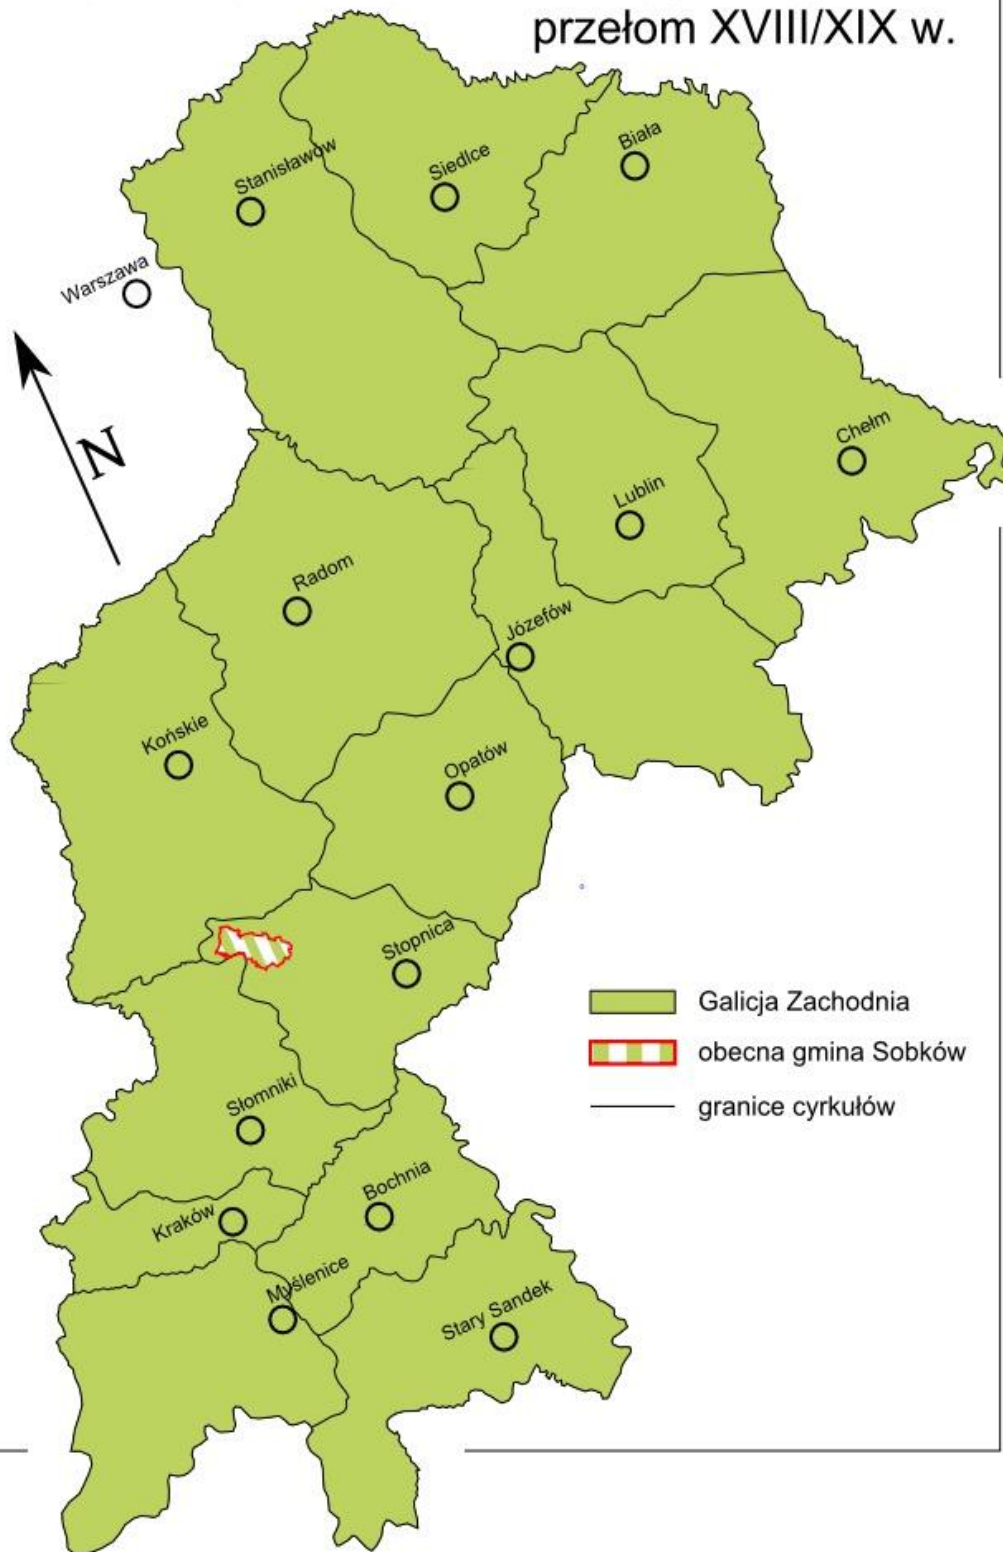 przełom XVIII/XIX w.
Biała
Stanisławów
Siedlce
Warszawa
N
Chełm
Lublin
Radom
Józefów
Końskie
Opatów
Stopnica
Galicja Zachodnia
obecna gmina Sobków
granice cyrkułów
Słomniki
Bochnia
Kraków
Myślenice
Stary Sandek